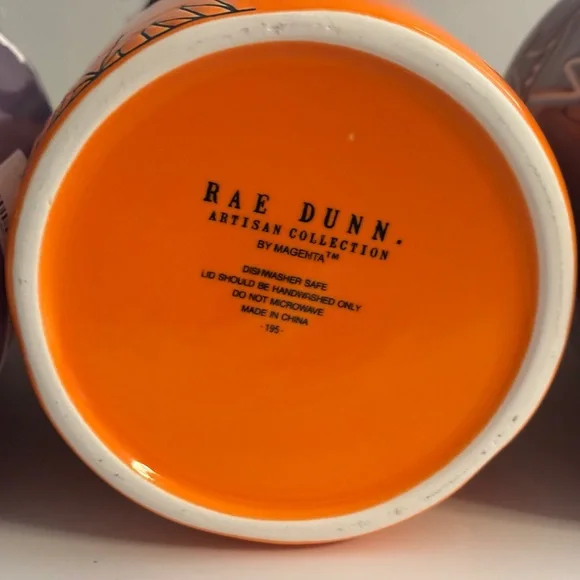 RAE DUNN.
ARTISAN COLLECTION
BY MAGENTA™
DISHWASHER SAFE
LID SHOULD BE HANDWASHED ONLY
DO NOT MICROWAVE
MADE IN CHINA
-195-